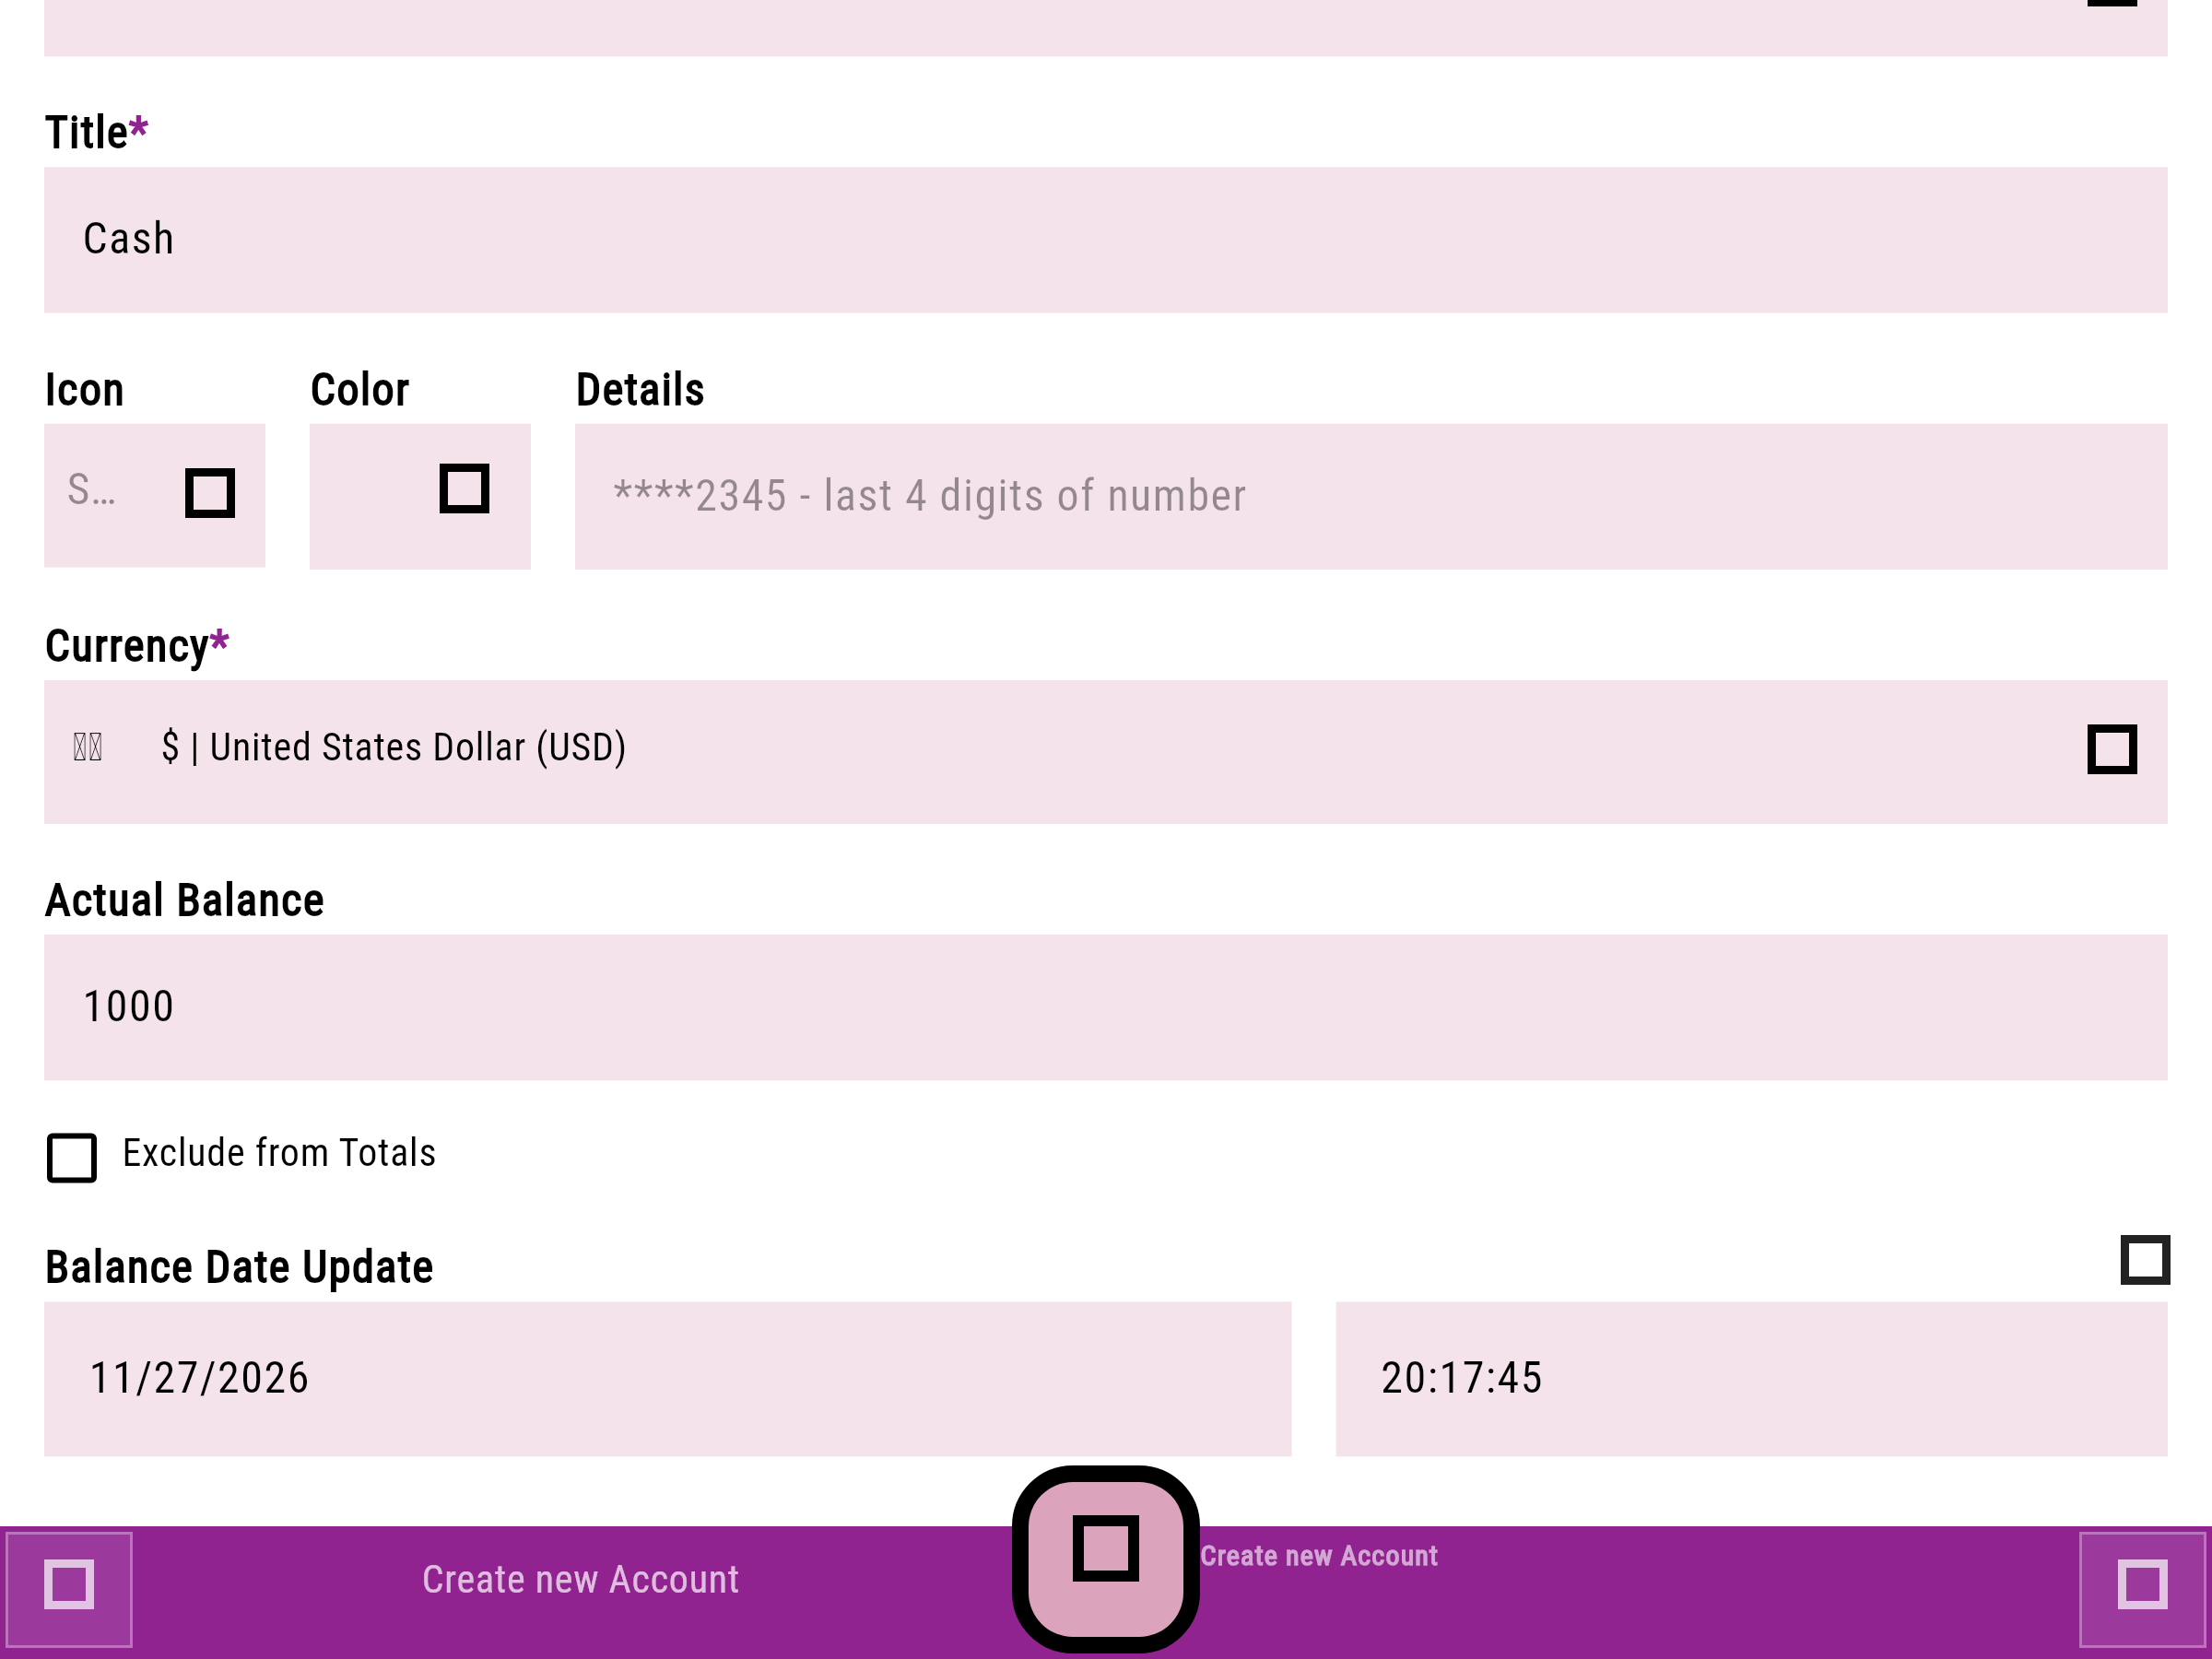 Title*
Cash
Icon Color Details
S… ****2345 - last 4 digits of number
Currency*
$ | United States Dollar (USD)
Actual Balance
1000
Exclude from Totals
Balance Date Update
11/27/2026 20:17:45
Create new Account Create new Account